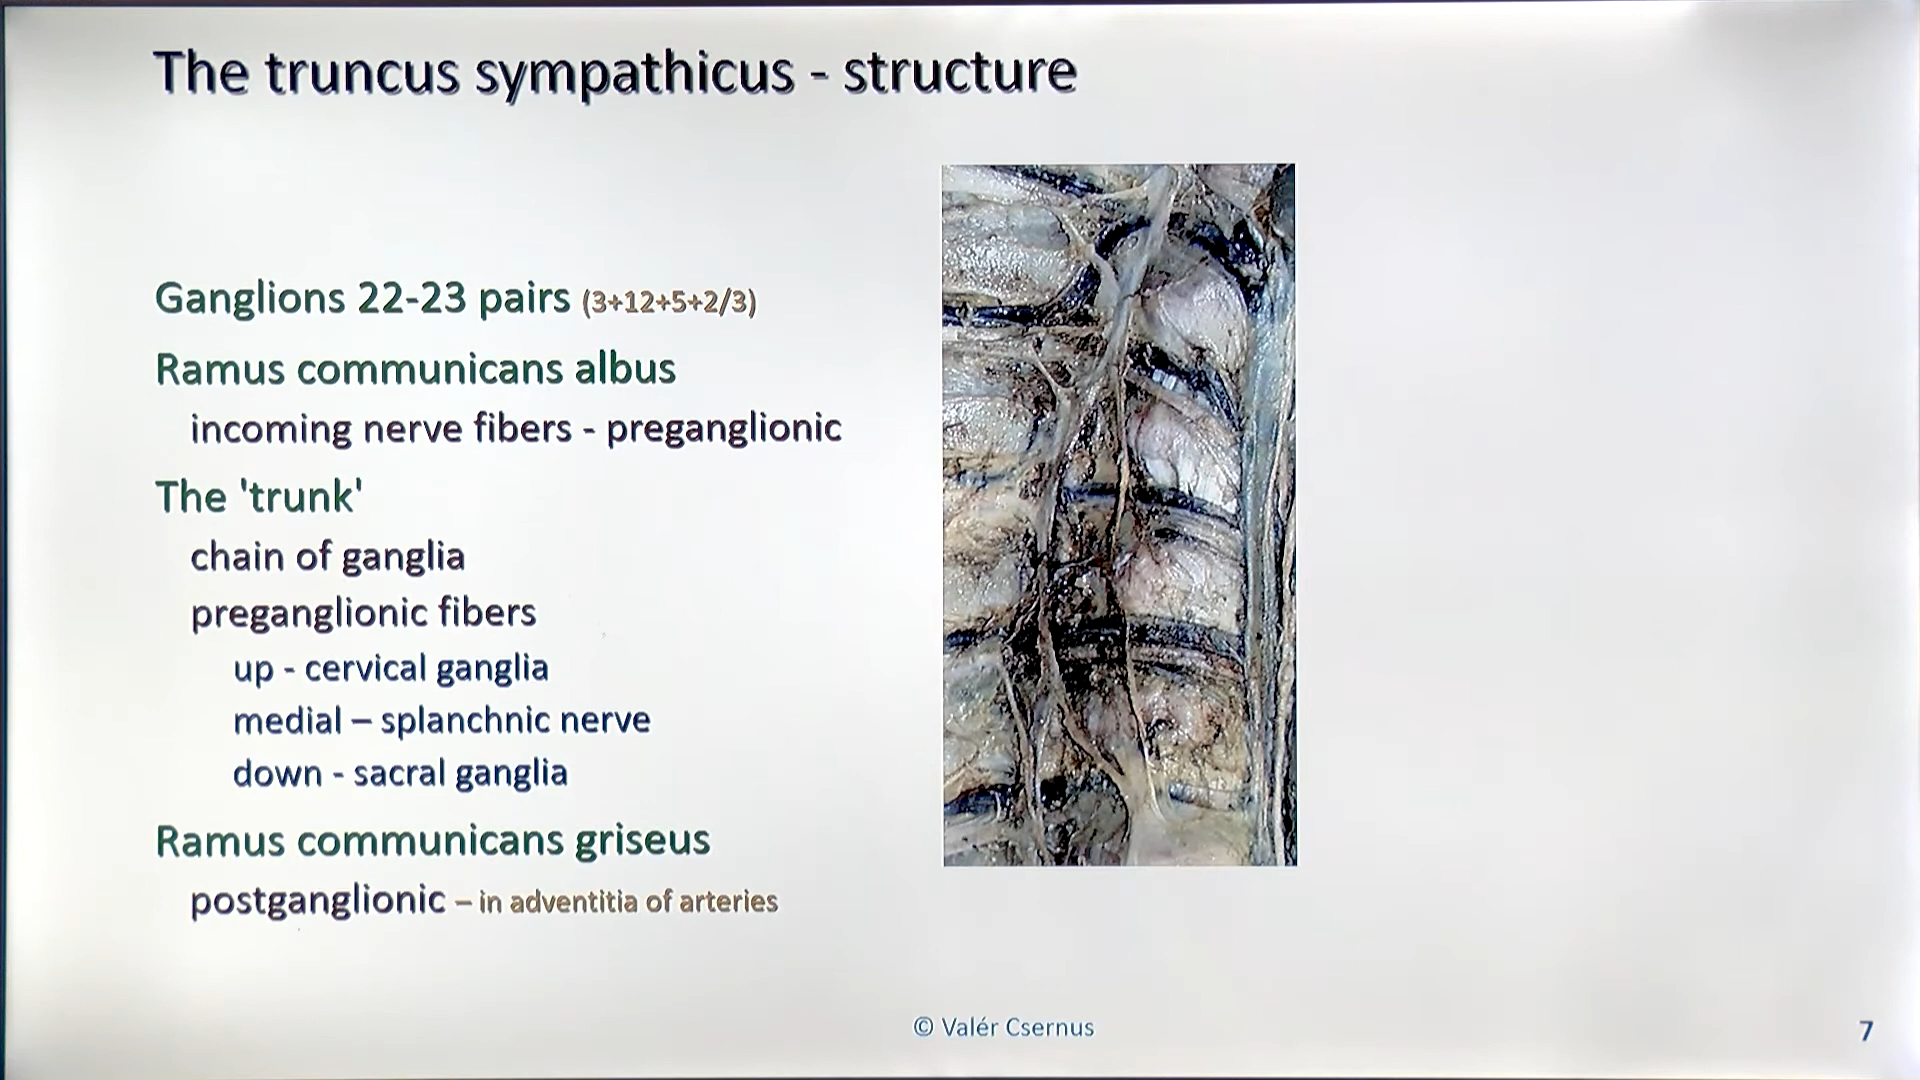 The truncus sympathicus - structure
Ganglions 22-23 pairs (3+12+5+2/3)
Ramus communicans albus
incoming nerve fibers - preganglionic
The 'trunk'
chain of ganglia
preganglionic fibers
up - cervical ganglia
medial – splanchnic nerve
down - sacral ganglia
Ramus communicans griseus
postganglionic – in adventitia of arteries
© Valér Csernus
7